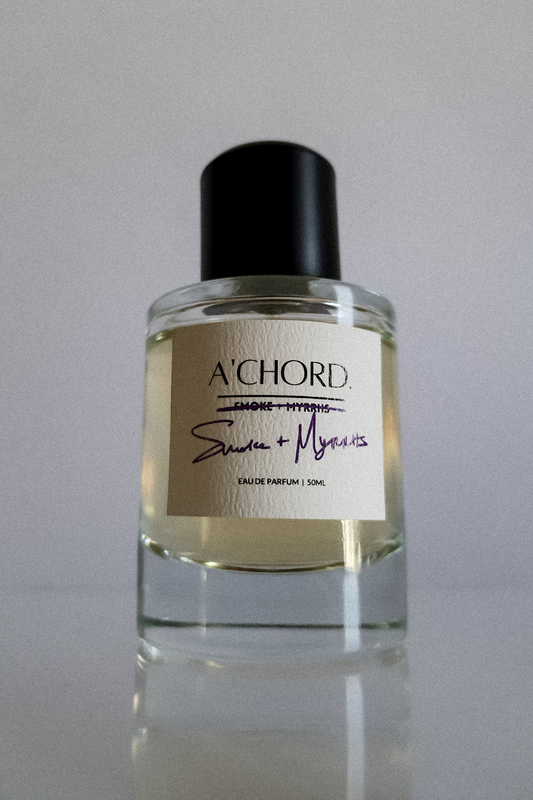 A'CHORD.
SMOKE + MYRRHS
Smoke + Myrrhs
EAU DE PARFUM | 50ML